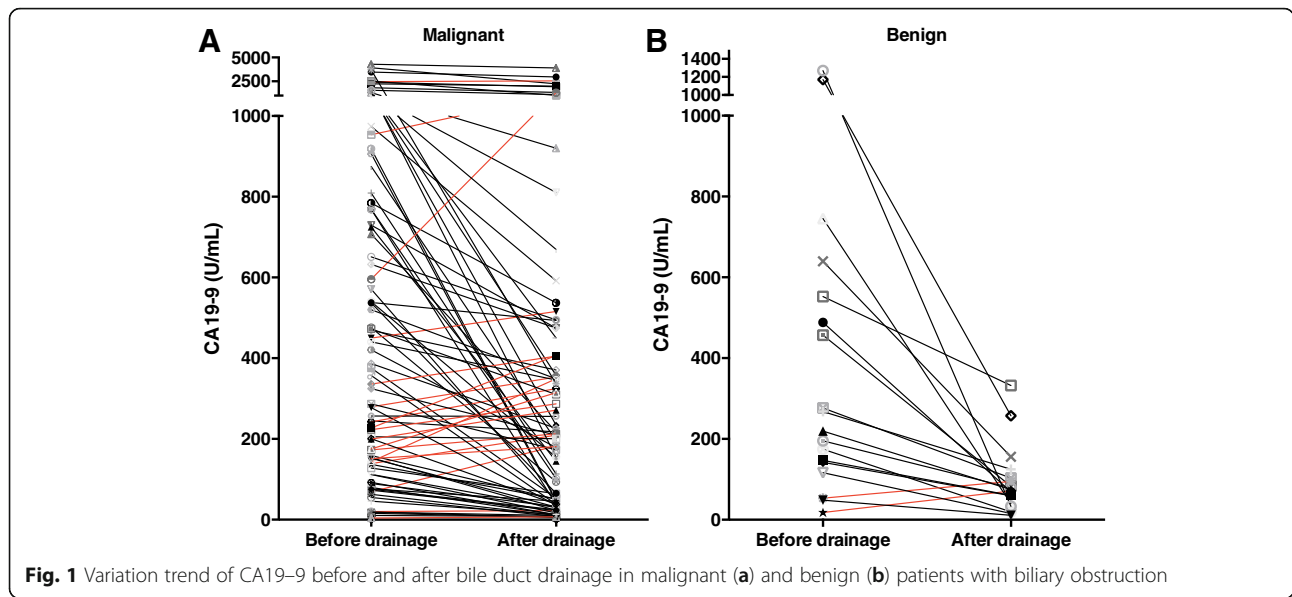 A
Malignant
5000
2500
1000
800
600
400
200
0
CA19-9 (U/mL)
Before drainage
After drainage
B
Benign
1400
1200
1000
1000
800
600
400
200
0
CA19-9 (U/mL)
Before drainage
After drainage
Fig. 1 Variation trend of CA19–9 before and after bile duct drainage in malignant (a) and benign (b) patients with biliary obstruction